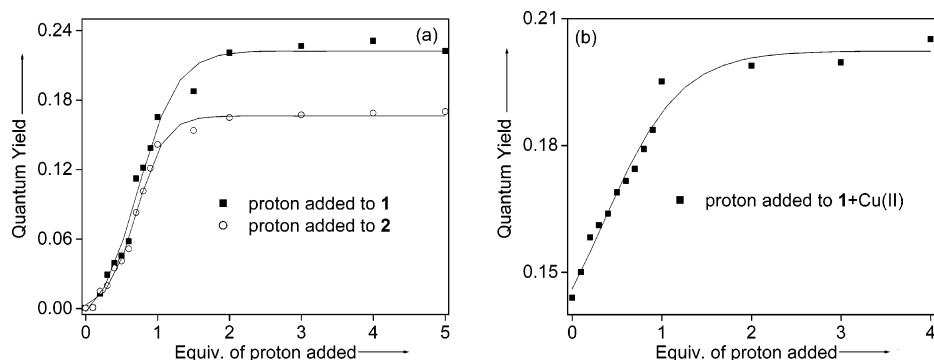 (a)
0.24
0.18
0.12
0.06
0.00
Quantum Yield
proton added to 1
proton added to 2
0 1 2 3 4 5
Equiv. of proton added
(b)
0.21
0.18
0.15
Quantum Yield
proton added to 1+Cu(II)
0 1 2 3 4
Equiv. of proton added